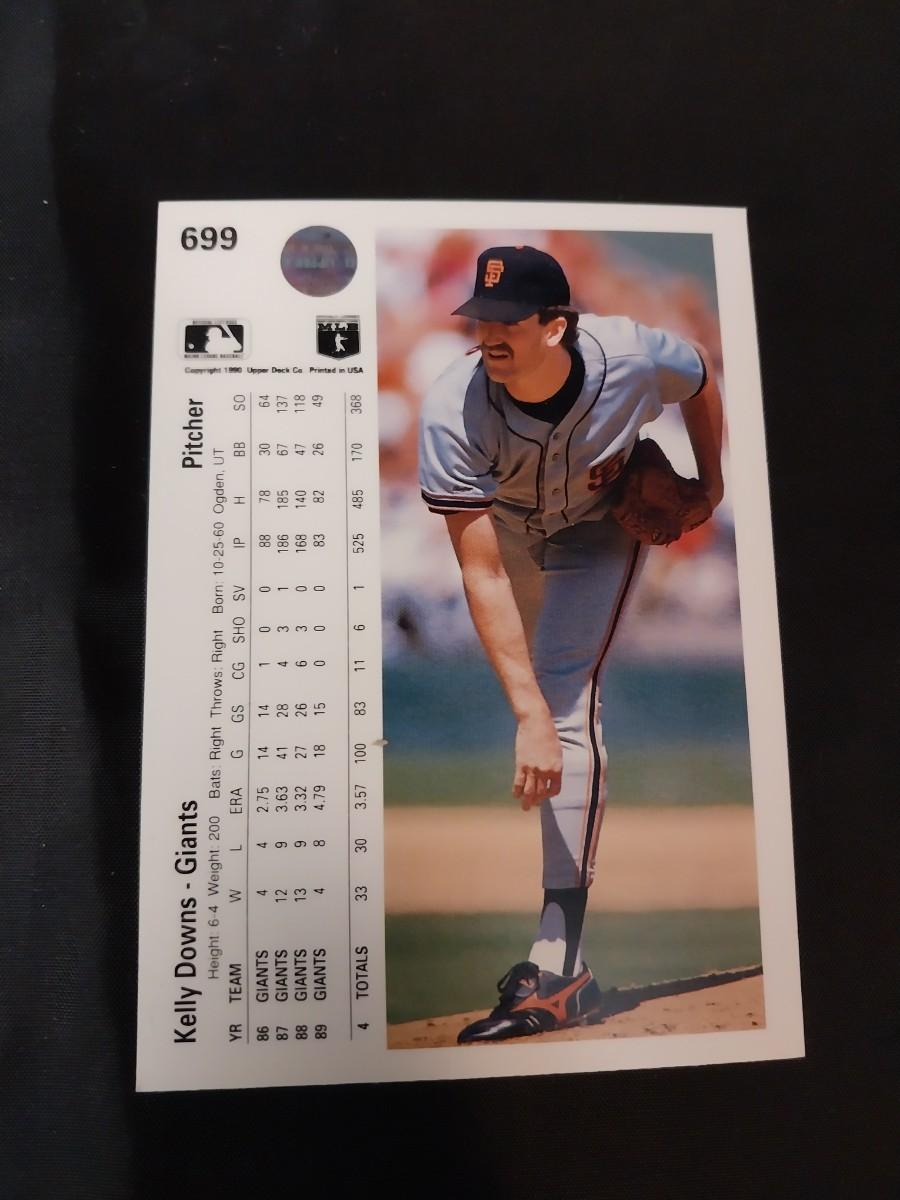 699
MLB
MAJOR LEAGUE BASEBALL
Copyright 1990 Upper Deck Co. Printed in USA
Kelly Downs - Giants Pitcher
Height: 6-4 Weight: 200 Bats: Right Throws: Right Born: 10-25-60 Ogden, UT
YR TEAM W L ERA G GS CG SHO SV IP H BB SO
86 GIANTS 4 4 2.75 14 14 1 0 0 88 78 30 64
87 GIANTS 12 9 3.63 41 28 4 3 1 186 185 67 137
88 GIANTS 13 9 3.32 27 26 6 3 0 168 140 47 118
89 GIANTS 4 8 4.79 18 15 0 0 0 83 82 26 49
4 TOTALS 33 30 3.57 100 83 11 6 1 525 485 170 368
SF
SF